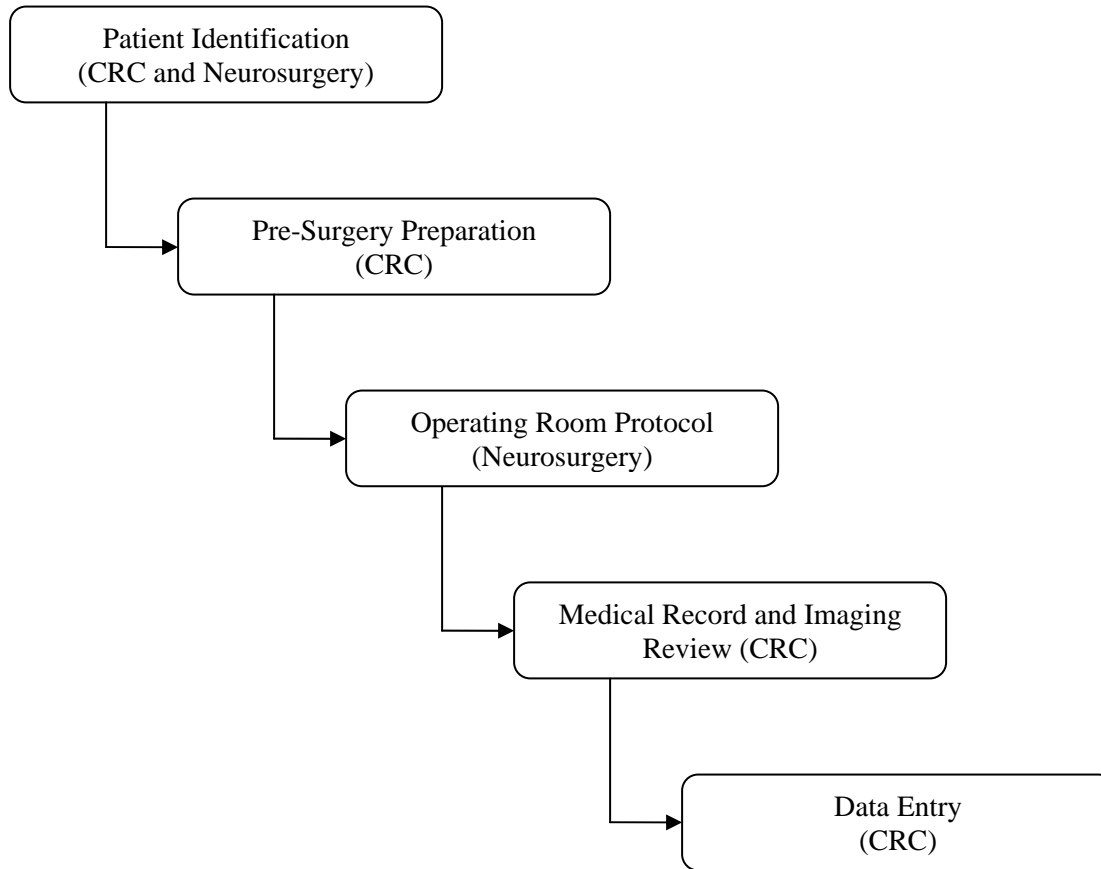 Patient Identification
(CRC and Neurosurgery)
Pre-Surgery Preparation
(CRC)
Operating Room Protocol
(Neurosurgery)
Medical Record and Imaging
Review (CRC)
Data Entry
(CRC)